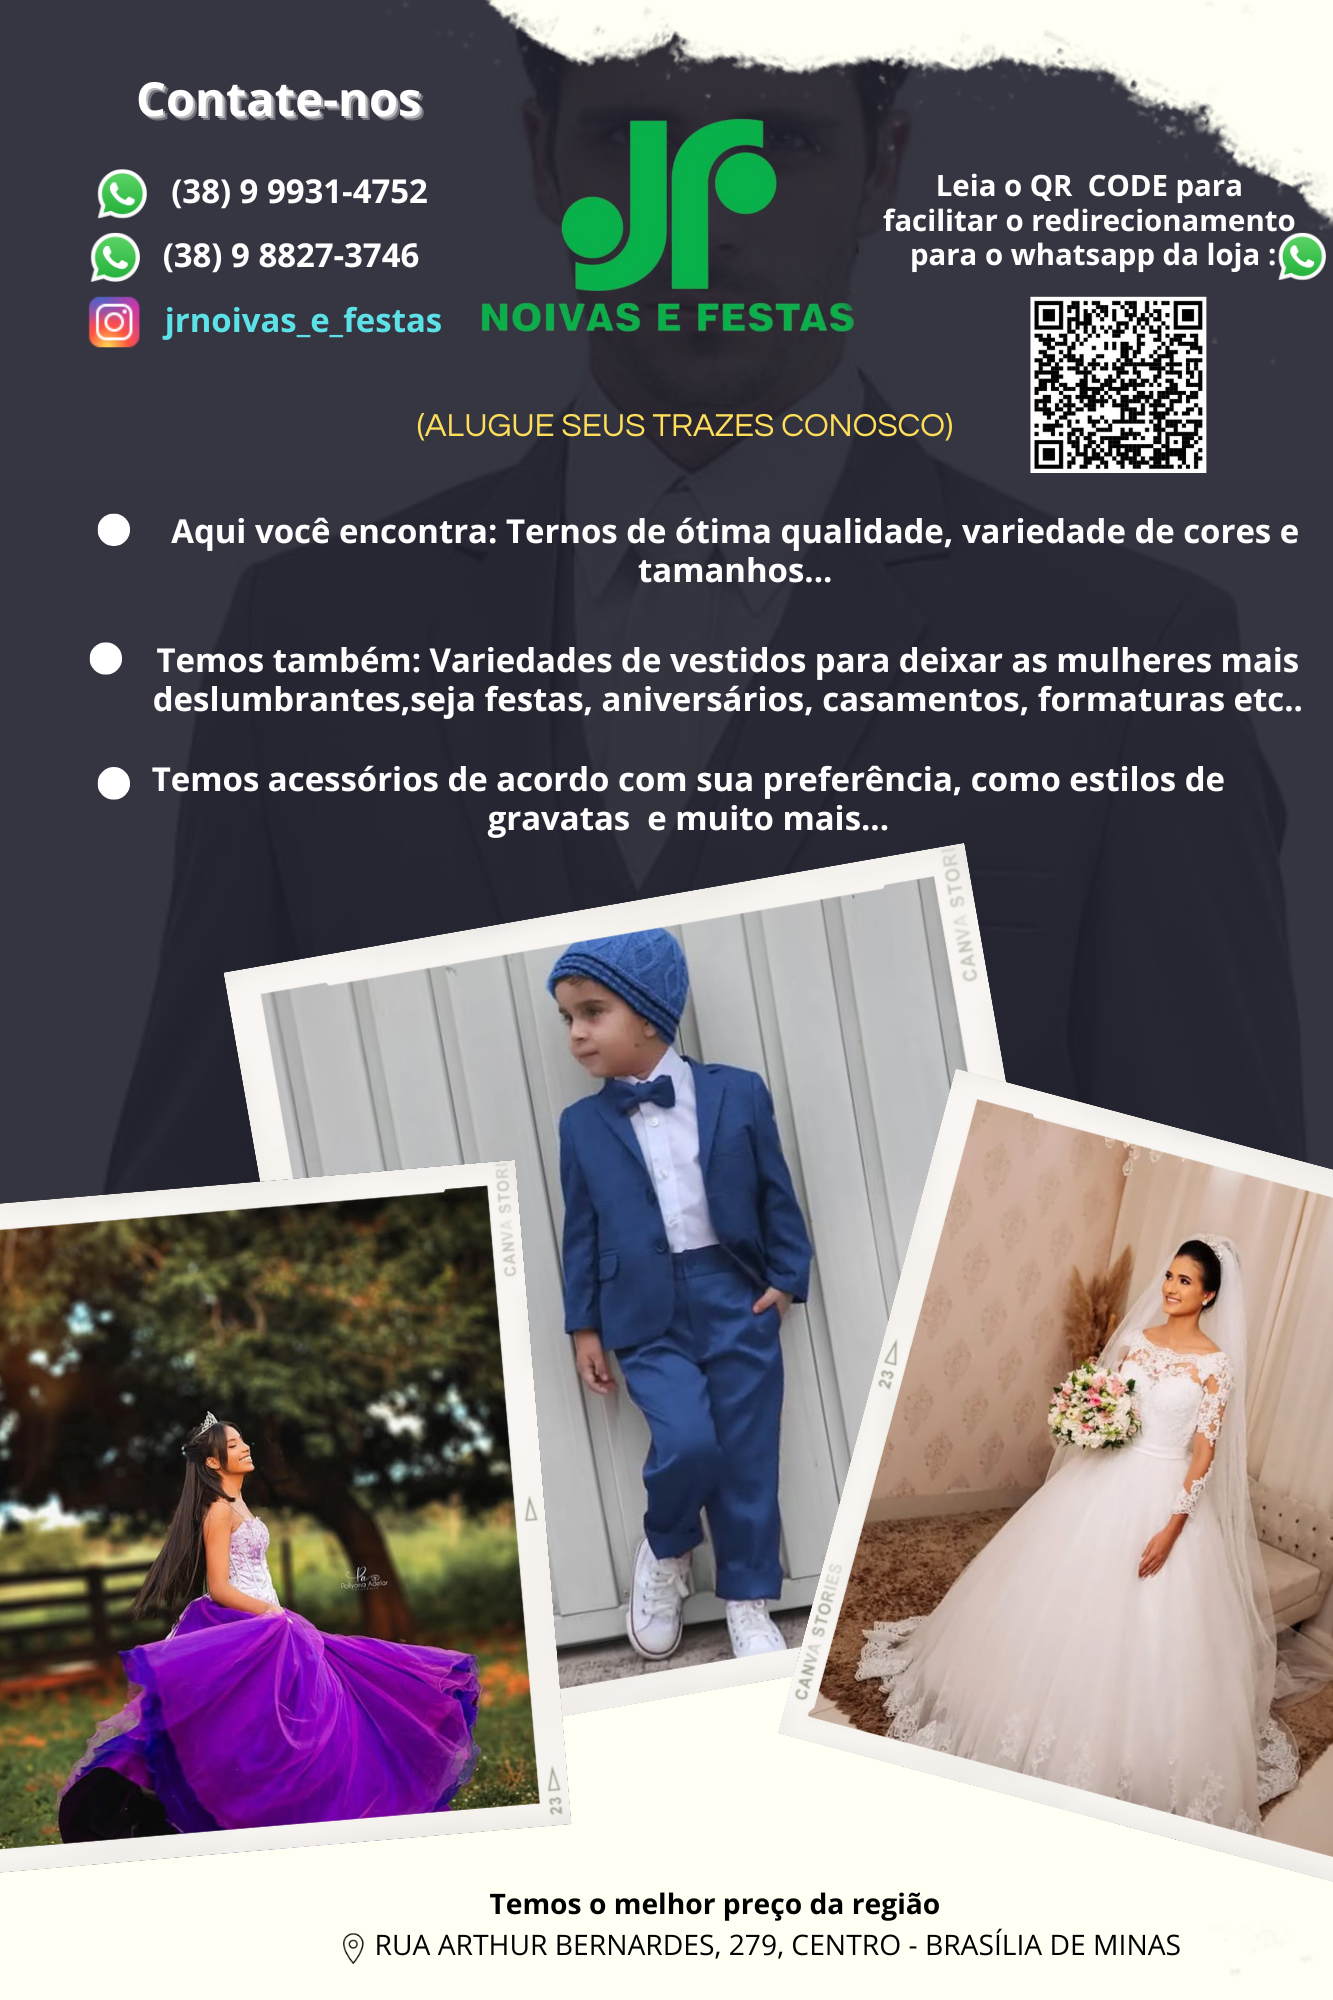 Contate-nos
(38) 9 9931-4752
(38) 9 8827-3746
jrnoivas_e_festas
Jr
NOIVAS E FESTAS
Leia o QR CODE para
facilitar o redirecionamento
para o whatsapp da loja :
(ALUGUE SEUS TRAZES CONOSCO)
Aqui você encontra: Ternos de ótima qualidade, variedade de cores e
tamanhos...
Temos também: Variedades de vestidos para deixar as mulheres mais
deslumbrantes,seja festas, aniversários, casamentos, formaturas etc..
Temos acessórios de acordo com sua preferência, como estilos de
gravatas e muito mais...
CANVA STORI
CANVA STORI
23
CANVA STORIES
Pa
Pollyana Adelar
23
Temos o melhor preço da região
RUA ARTHUR BERNARDES, 279, CENTRO - BRASÍLIA DE MINAS